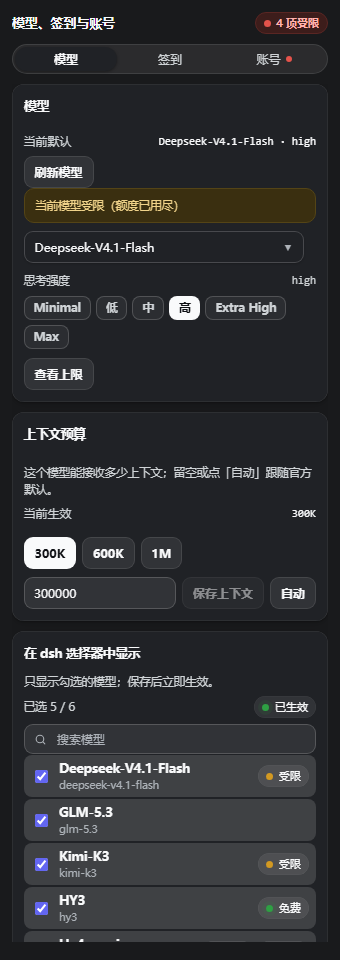 模型、签到与账号
4 项受限
模型
签到
账号
模型
当前默认
Deepseek-V4.1-Flash · high
刷新模型
当前模型受限（额度已用尽）
Deepseek-V4.1-Flash
思考强度
high
Minimal
低
中
高
Extra High
Max
查看上限
上下文预算
这个模型能接收多少上下文；留空或点「自动」跟随官方
默认。
当前生效
300K
300K
600K
1M
300000
保存上下文
自动
在 dsh 选择器中显示
只显示勾选的模型；保存后立即生效。
已选 5 / 6
已生效
搜索模型
Deepseek-V4.1-Flash
deepseek-v4.1-flash
受限
GLM-5.3
glm-5.3
Kimi-K3
kimi-k3
受限
HY3
hy3
免费